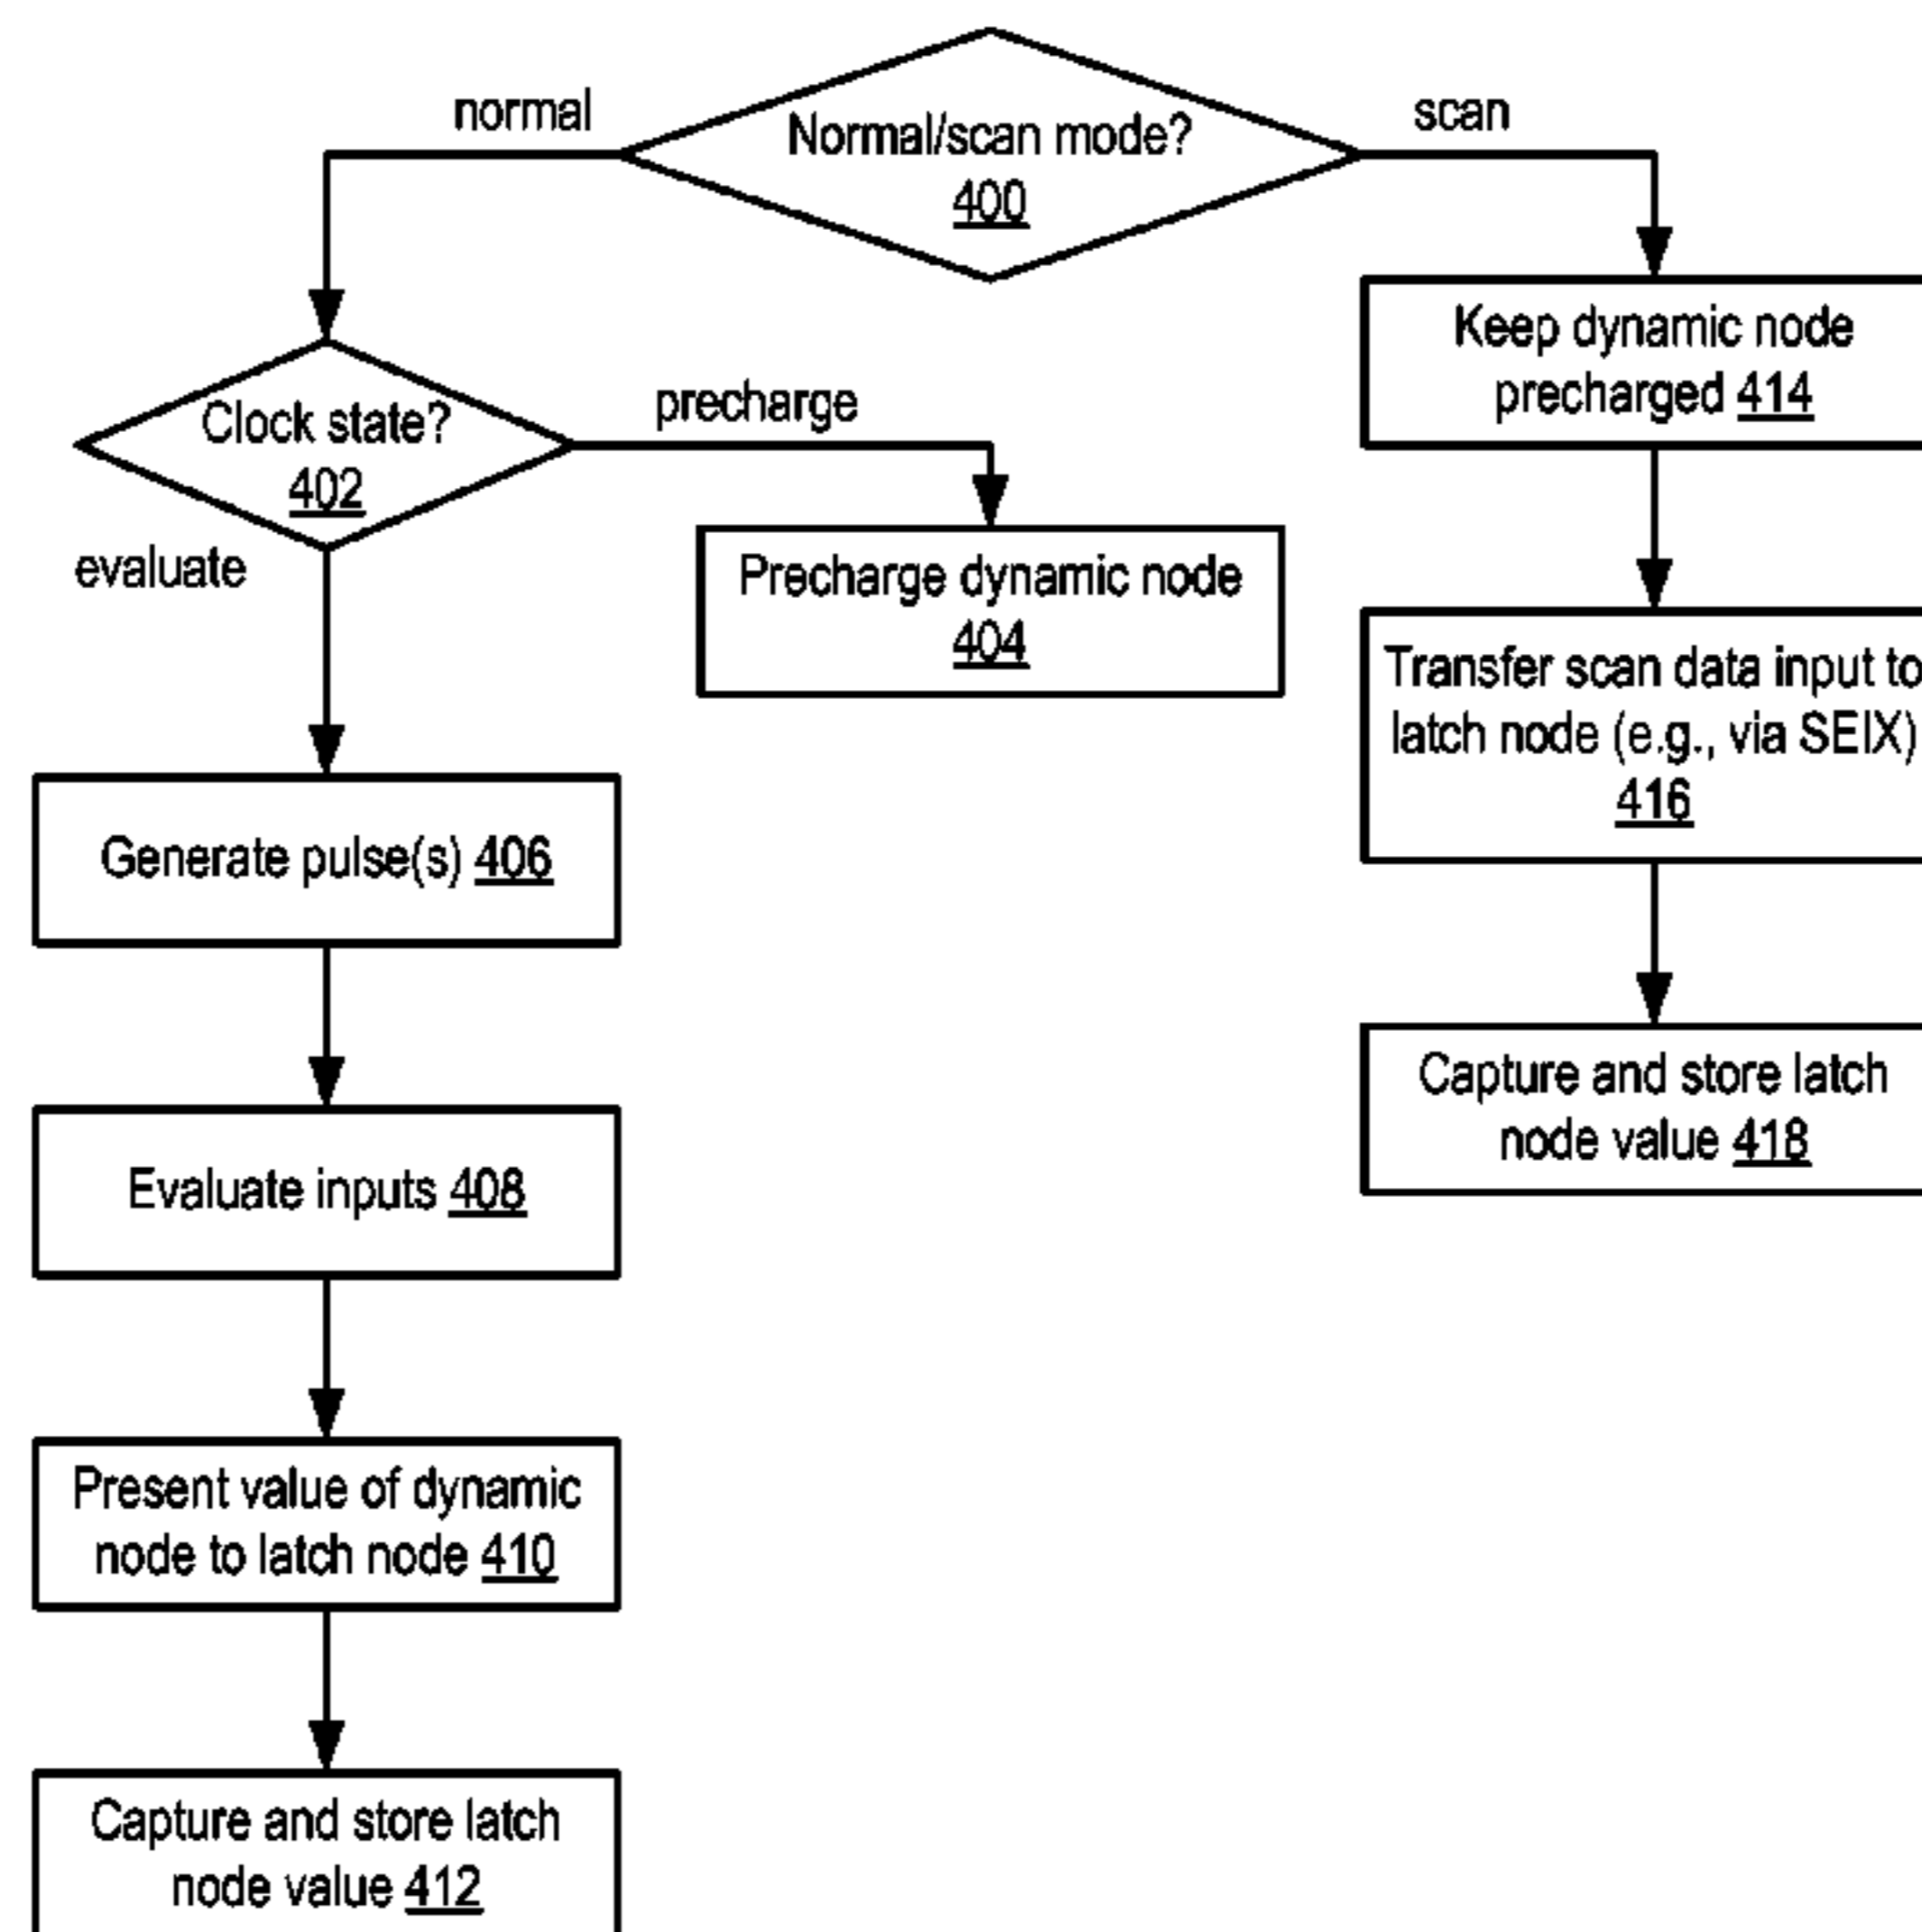 normal
Normal/scan mode?
400
scan
Clock state?
402
precharge
evaluate
Precharge dynamic node
404
Keep dynamic node
precharged 414
Transfer scan data input to
latch node (e.g., via SEIX)
416
Capture and store latch
node value 418
Generate pulse(s) 406
Evaluate inputs 408
Present value of dynamic
node to latch node 410
Capture and store latch
node value 412